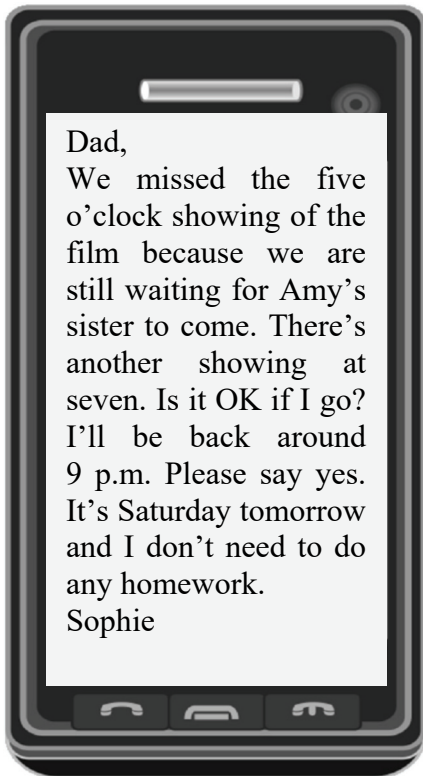 Dad,
We missed the five
o’clock showing of the
film because we are
still waiting for Amy’s
sister to come. There’s
another showing at
seven. Is it OK if I go?
I’ll be back around
9 p.m. Please say yes.
It’s Saturday tomorrow
and I don’t need to do
any homework.
Sophie